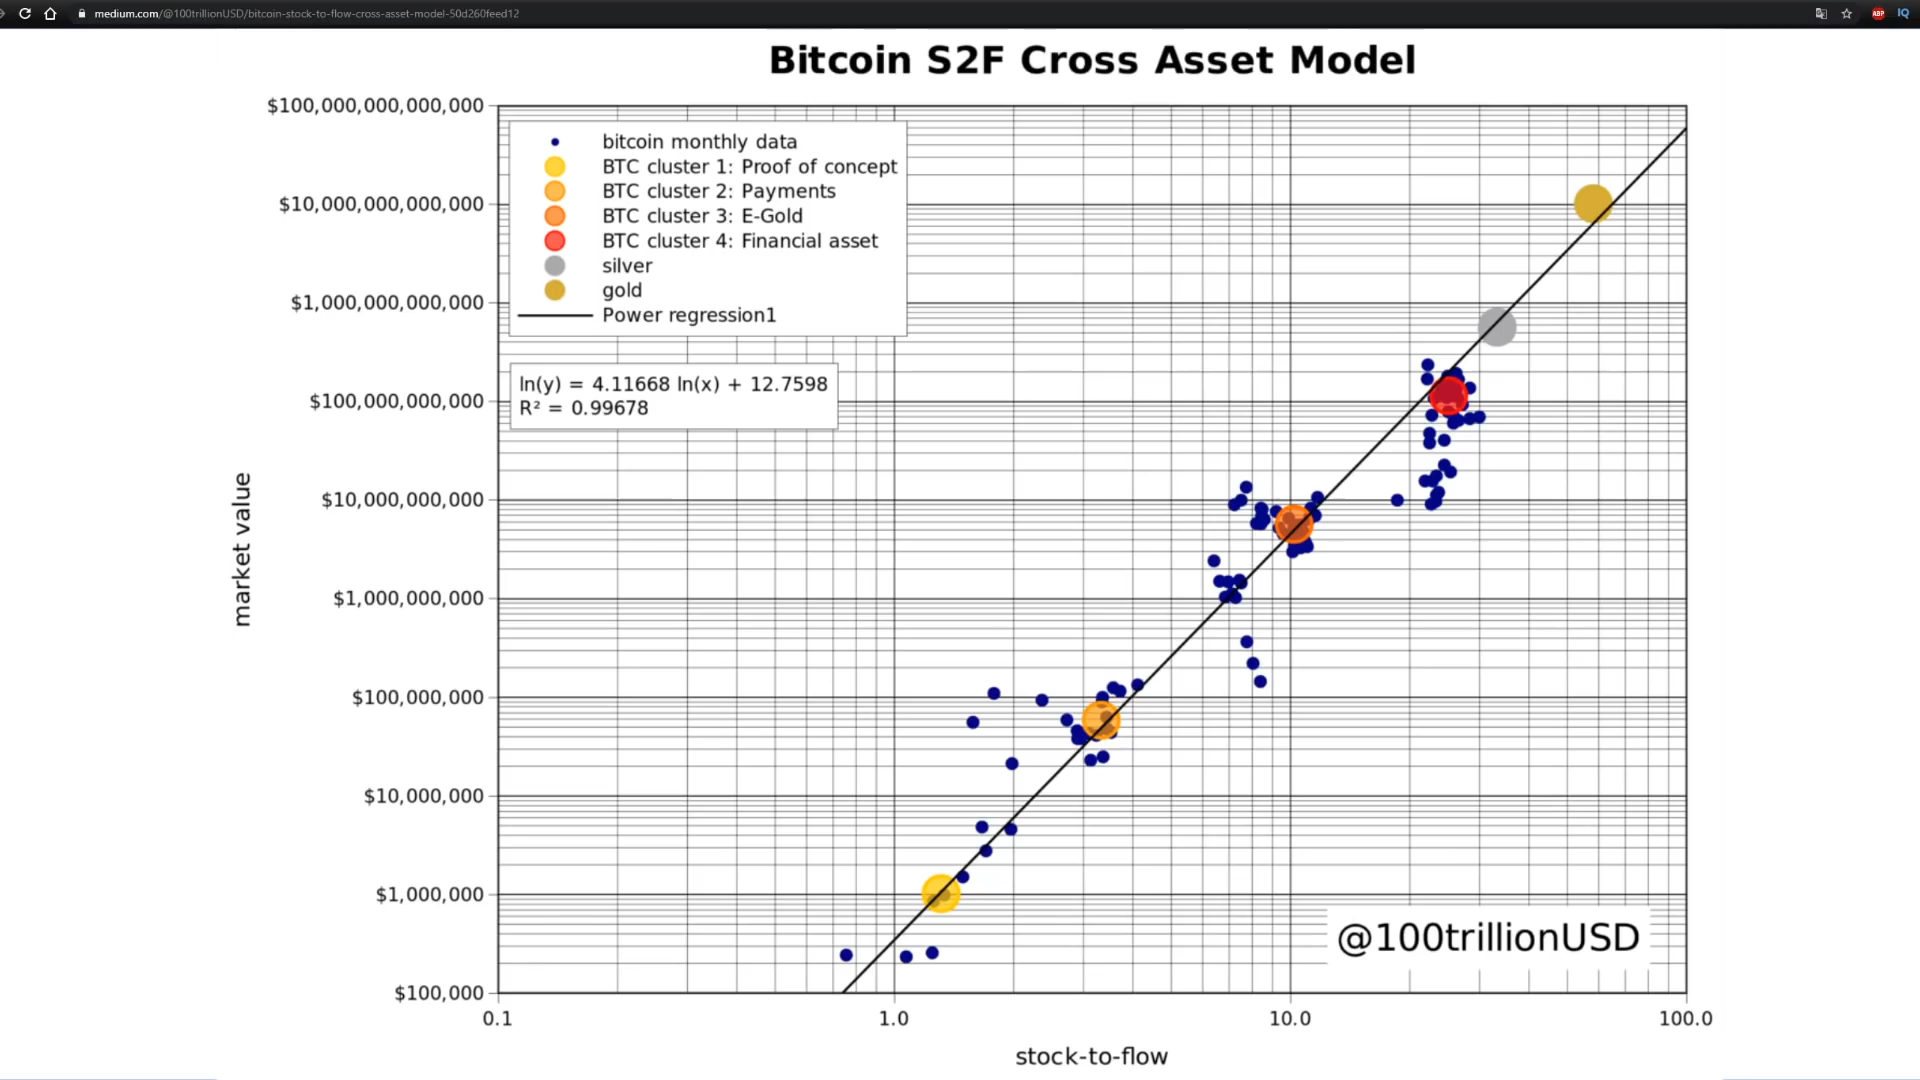 medium.com/@100trillionUSD/bitcoin-stock-to-flow-cross-asset-model-50d260feed12
ABP
IQ
Bitcoin S2F Cross Asset Model
$100,000,000,000,000
$10,000,000,000,000
$1,000,000,000,000
$100,000,000,000
$10,000,000,000
$1,000,000,000
$100,000,000
$10,000,000
$1,000,000
$100,000
market value
bitcoin monthly data
BTC cluster 1: Proof of concept
BTC cluster 2: Payments
BTC cluster 3: E-Gold
BTC cluster 4: Financial asset
silver
gold
Power regression1
ln(y) = 4.11668 ln(x) + 12.7598
R² = 0.99678
@100trillionUSD
0.1 1.0 10.0 100.0
stock-to-flow